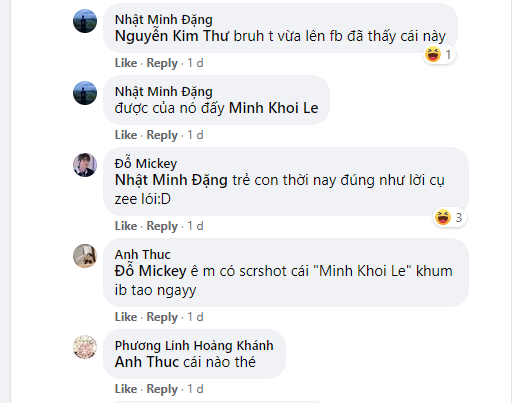 Nhật Minh Đặng
Nguyễn Kim Thư bruh t vừa lên fb đã thấy cái này
1
Like · Reply · 1 d
Nhật Minh Đặng
được của nó đấy Minh Khoi Le
Like · Reply · 1 d
Đỗ Mickey
Nhật Minh Đặng trẻ con thời nay đúng như lời cụ
zee lói:D
3
Like · Reply · 1 d
Anh Thuc
Đỗ Mickey ê m có scrshot cái "Minh Khoi Le" khum
ib tao ngayy
Like · Reply · 1 d
Phương Linh Hoàng Khánh
Anh Thuc cái nào thé
Like · Reply · 1 d